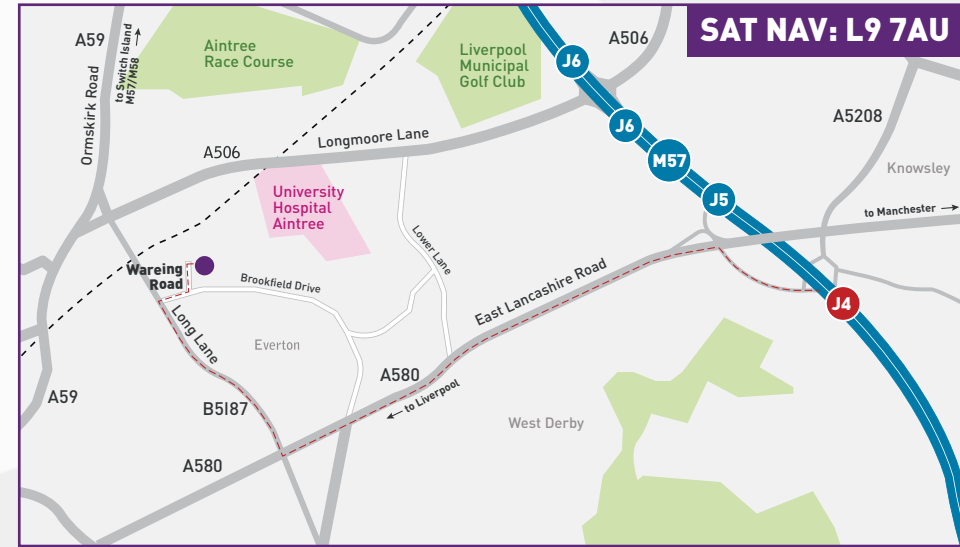 SAT NAV: L9 7AU
A59
to Switch Island
M57/M58
Aintree
Race Course
Liverpool
Municipal
Golf Club
A506
J6
Ormskirk Road
J6
A5208
A506
Longmoore Lane
M57
Knowsley
University
Hospital
Aintree
J5
to Manchester
Lower Lane
Wareing
Road
Brookfield Drive
East Lancashire Road
J4
Long Lane
Everton
A580
to Liverpool
A59
B5I87
West Derby
A580